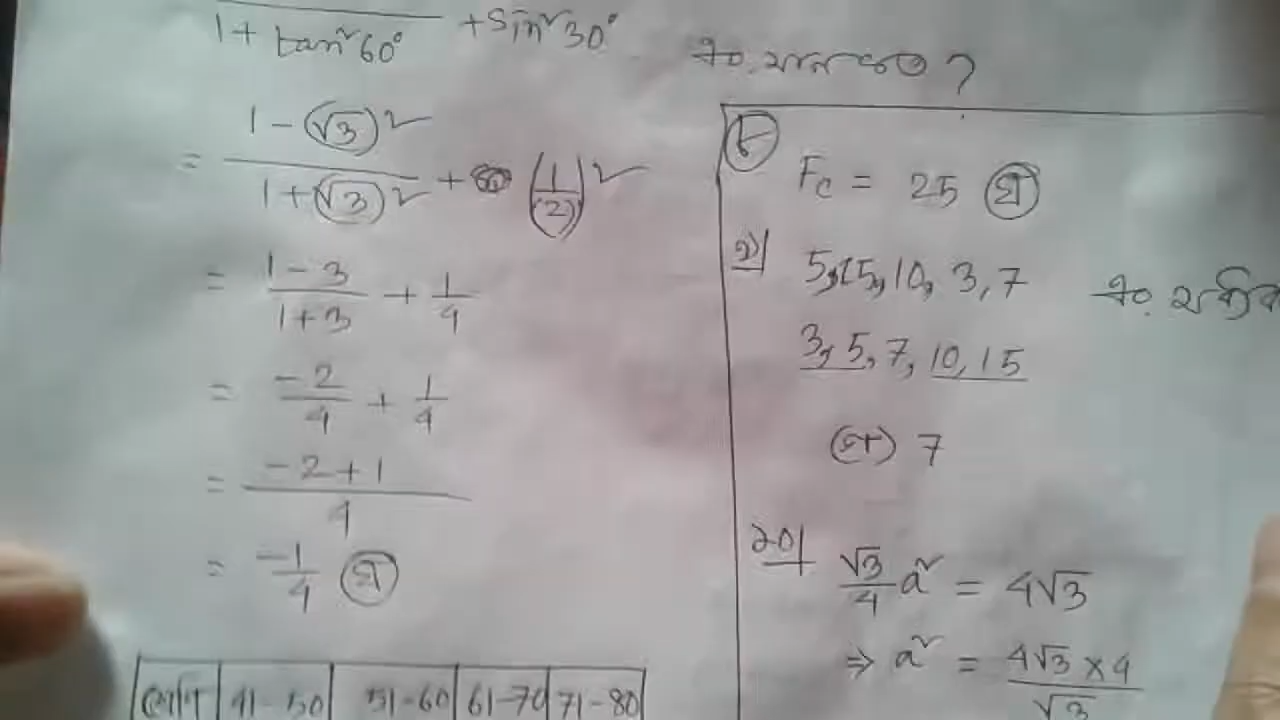 1 + tan²60° + sin²30°
= 1 - (√3)² / 1 + (√3)² + (1/2)²
= 1 - 3 / 1 + 3 + 1/4
= -2/4 + 1/4
= -2 + 1 / 4
= -1/4 (ঘ)
শ্রেণি 41-50 51-60 61-70 71-80
৮
Fc = 25 (ঘ)
৯।
5, 15, 10, 3, 7
3, 5, 7, 10, 15
7
১০। √3/4 a² = 4√3
⇒ a² = 4√3 × 4 / √3